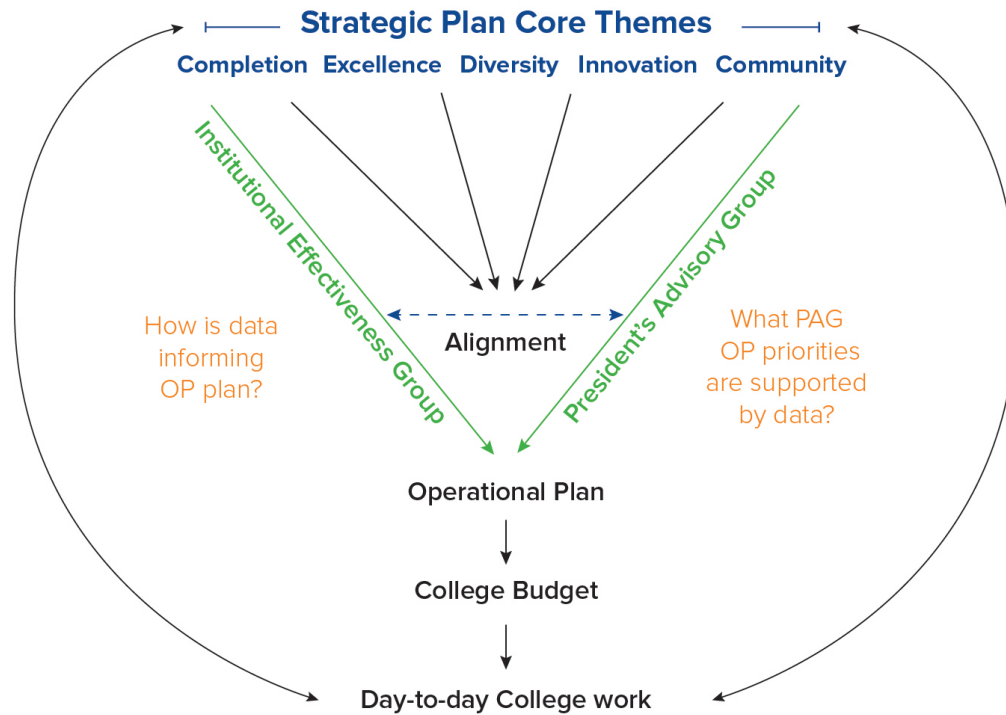 Strategic Plan Core Themes
Completion Excellence Diversity Innovation Community
Institutional Effectiveness Group
President's Advisory Group
Alignment
How is data
informing
OP plan?
What PAG
OP priorities
are supported
by data?
Operational Plan
College Budget
Day-to-day College work